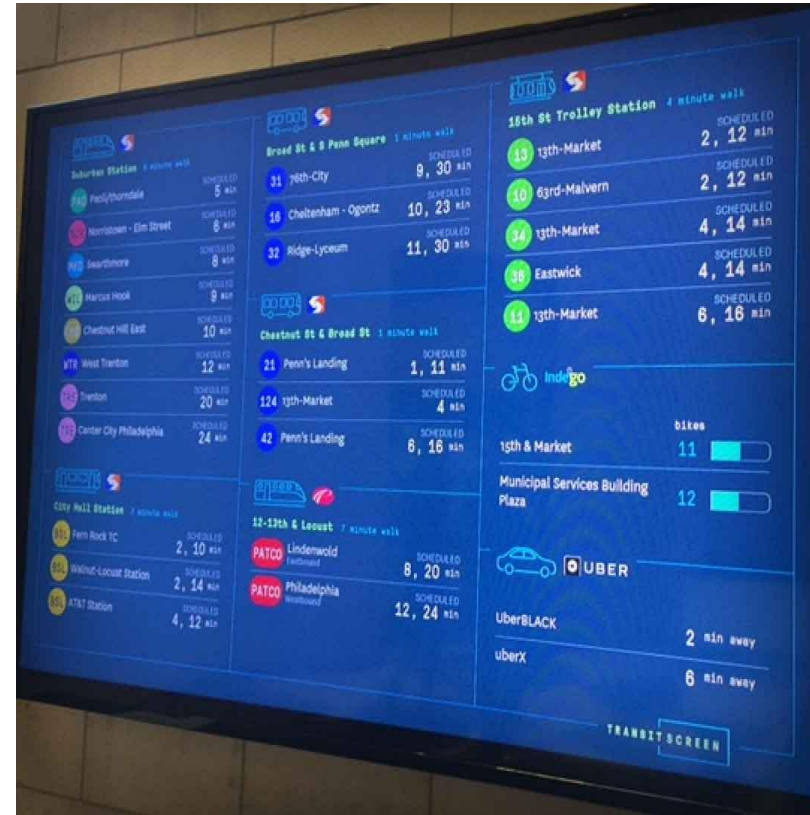 Suburban Station minute walk
PAO Paoli/thorndale SCHEDULED 5 min
Norristown - Elm Street SCHEDULED 6 min
Swarthmore SCHEDULED 8 min
WIL Marcus Hook SCHEDULED 9 min
Chestnut Hill East SCHEDULED 10 min
WTR West Trenton SCHEDULED 12 min
TRE Trenton SCHEDULED 20 min
Center City Philadelphia SCHEDULED 24 min
City Hall Station 2 minute walk
BSL Fern Rock TC SCHEDULED 2, 10 min
BSL Walnut-Locust Station SCHEDULED 2, 14 min
BSL AT&T Station SCHEDULED 4, 12 min
Broad St & S Penn Square 1 minute walk
31 76th-City SCHEDULED 9, 30 min
16 Cheltenham - Ogontz SCHEDULED 10, 23 min
32 Ridge-Lyceum SCHEDULED 11, 30 min
Chestnut St & Broad St 1 minute walk
21 Penn's Landing SCHEDULED 1, 11 min
124 13th-Market SCHEDULED 4 min
42 Penn's Landing SCHEDULED 6, 16 min
12-13th & Locust 7 minute walk
PATCO Lindenwold SCHEDULED 8, 20 min
Eastbound
PATCO Philadelphia SCHEDULED 12, 24 min
Westbound
15th St Trolley Station 4 minute walk
13 13th-Market SCHEDULED 2, 12 min
10 63rd-Malvern SCHEDULED 2, 12 min
34 13th-Market SCHEDULED 4, 14 min
36 Eastwick SCHEDULED 4, 14 min
11 13th-Market SCHEDULED 6, 16 min
Indego
bikes
15th & Market 11
Municipal Services Building
Plaza 12
UBER
UberBLACK 2 min away
uberX 6 min away
TRANSIT SCREEN